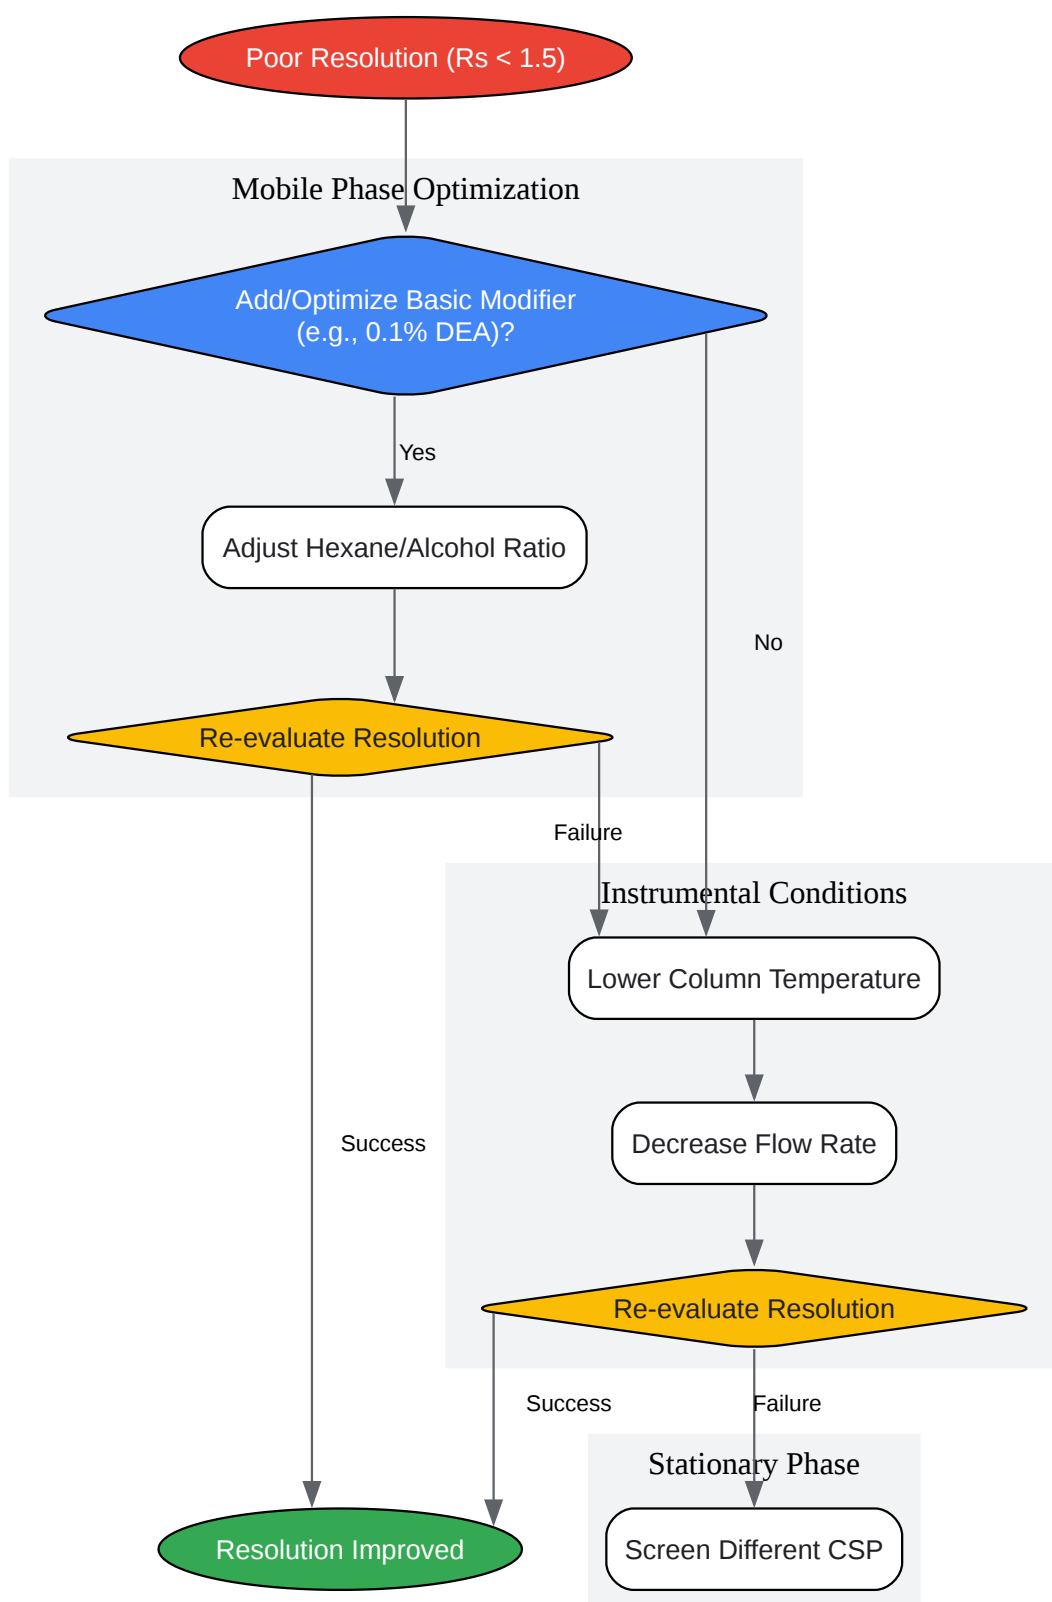 Poor Resolution (Rs < 1.5)
Mobile Phase Optimization
Add/Optimize Basic Modifier
(e.g., 0.1% DEA)?
Yes
Adjust Hexane/Alcohol Ratio
No
Re-evaluate Resolution
Failure
Instrumental Conditions
Lower Column Temperature
Decrease Flow Rate
Success
Re-evaluate Resolution
Success
Failure
Stationary Phase
Resolution Improved
Screen Different CSP